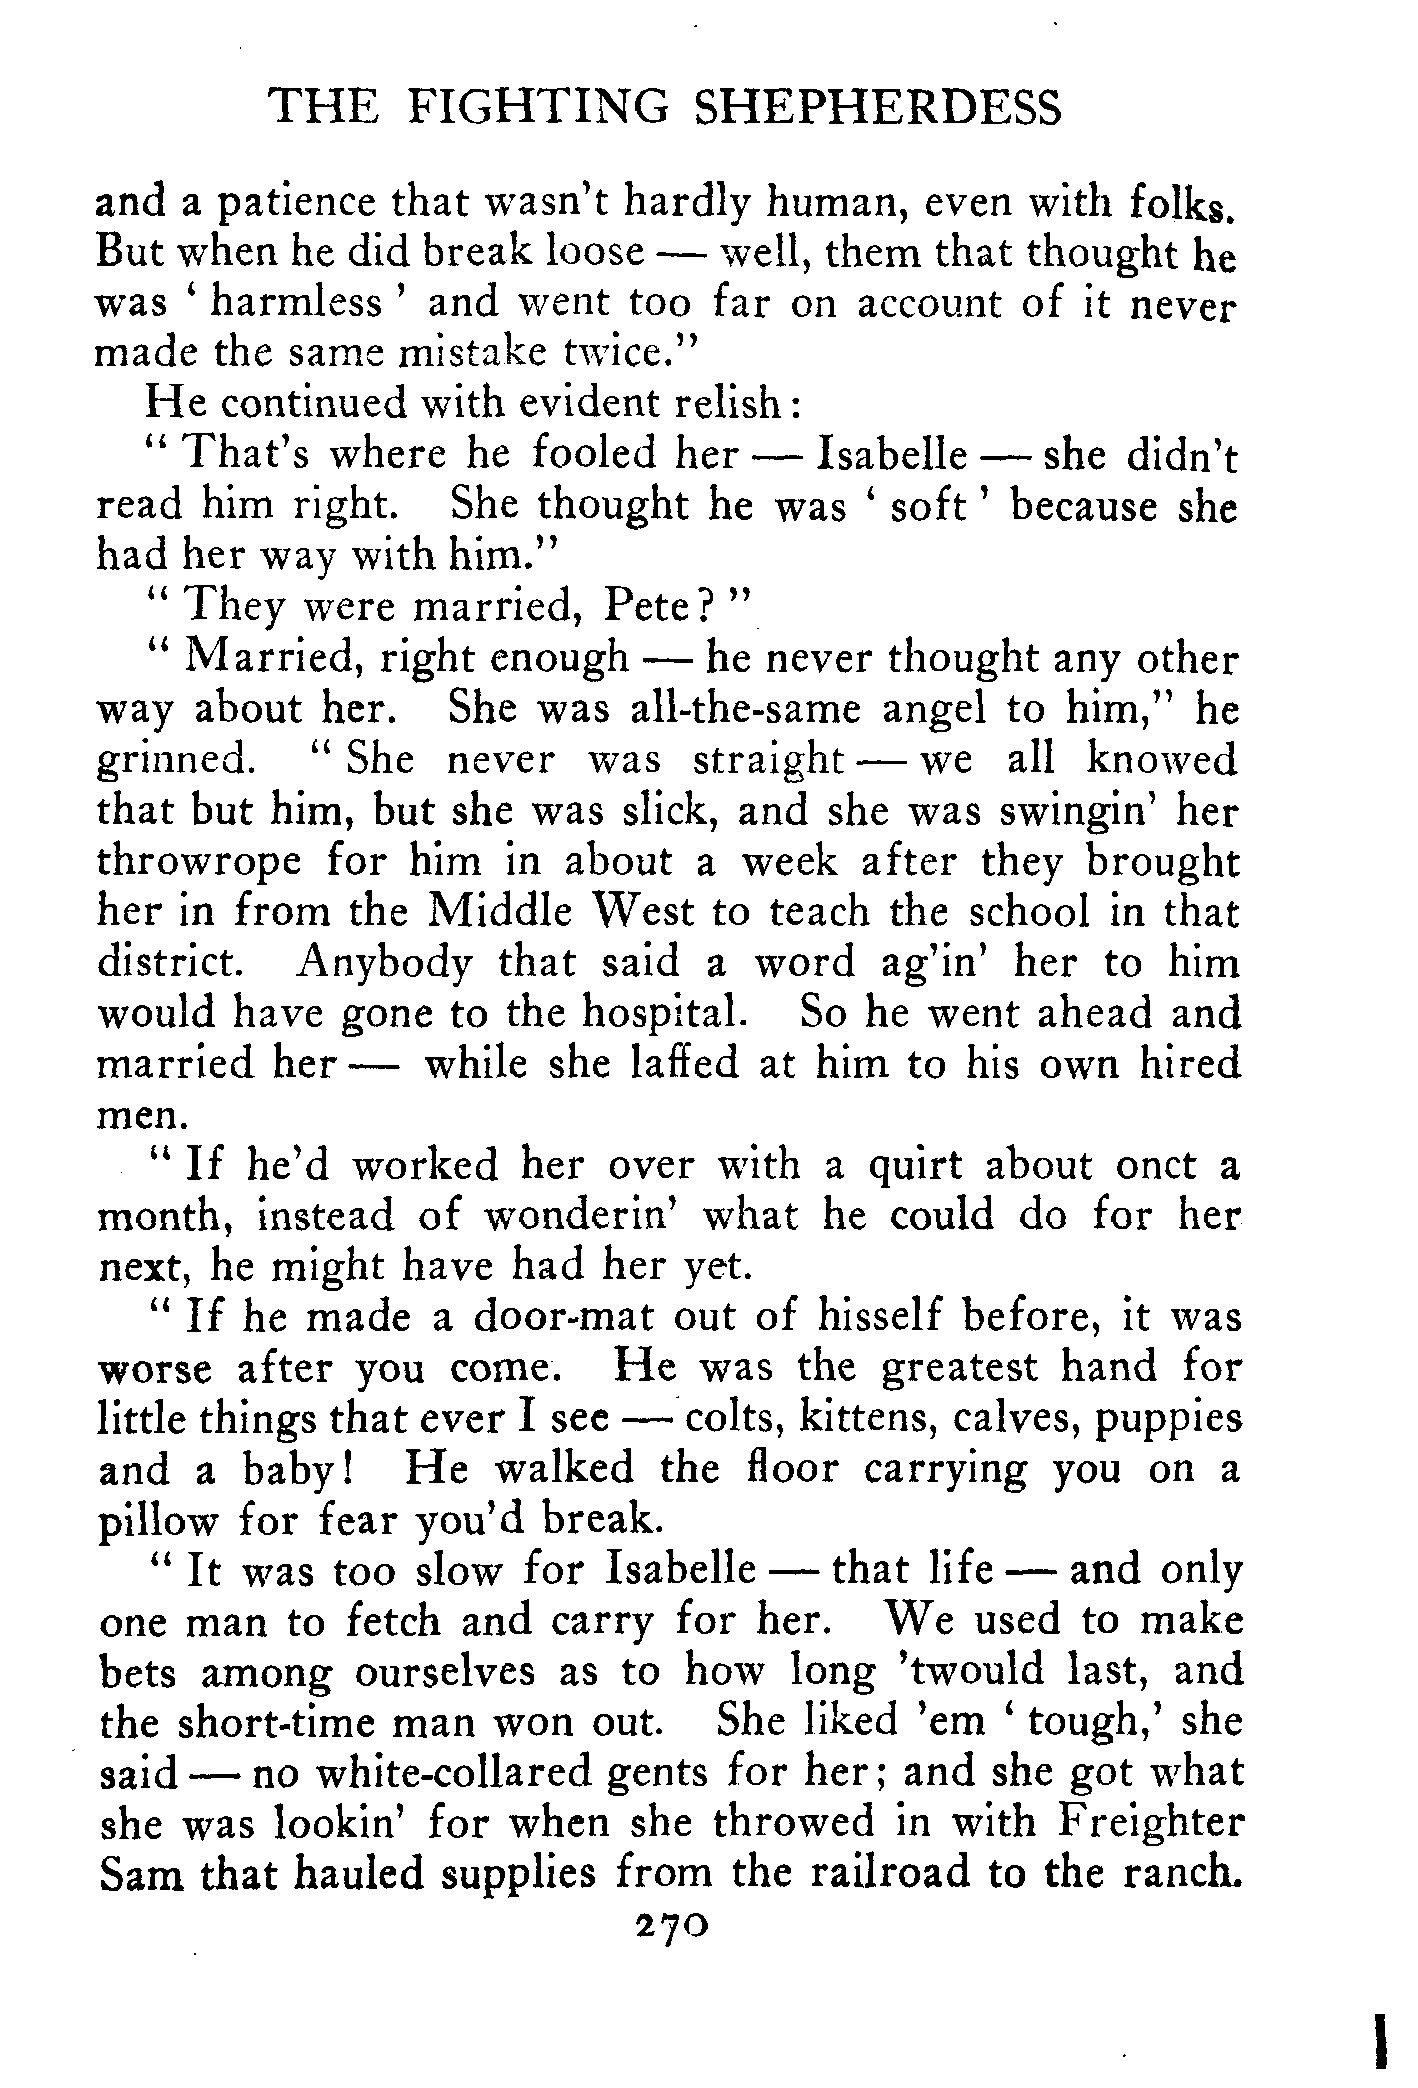 THE FIGHTING SHEPHERDESS
and a patience that wasn't hardly human, even with folks.
But when he did break loose — well, them that thought he
was ‘ harmless ’ and went too far on account of it never
made the same mistake twice.”
He continued with evident relish :
“ That's where he fooled her — Isabelle — she didn't
read him right. She thought he was ‘ soft ’ because she
had her way with him.”
“ They were married, Pete? ”
“ Married, right enough — he never thought any other
way about her. She was all-the-same angel to him,” he
grinned. “ She never was straight — we all knowed
that but him, but she was slick, and she was swingin' her
throwrope for him in about a week after they brought
her in from the Middle West to teach the school in that
district. Anybody that said a word ag'in' her to him
would have gone to the hospital. So he went ahead and
married her — while she laffed at him to his own hired
men.
“ If he'd worked her over with a quirt about onct a
month, instead of wonderin' what he could do for her
next, he might have had her yet.
“ If he made a door-mat out of hisself before, it was
worse after you come. He was the greatest hand for
little things that ever I see — colts, kittens, calves, puppies
and a baby! He walked the floor carrying you on a
pillow for fear you'd break.
“ It was too slow for Isabelle — that life — and only
one man to fetch and carry for her. We used to make
bets among ourselves as to how long 'twould last, and
the short-time man won out. She liked 'em ‘ tough,’ she
said — no white-collared gents for her; and she got what
she was lookin' for when she throwed in with Freighter
Sam that hauled supplies from the railroad to the ranch.
270